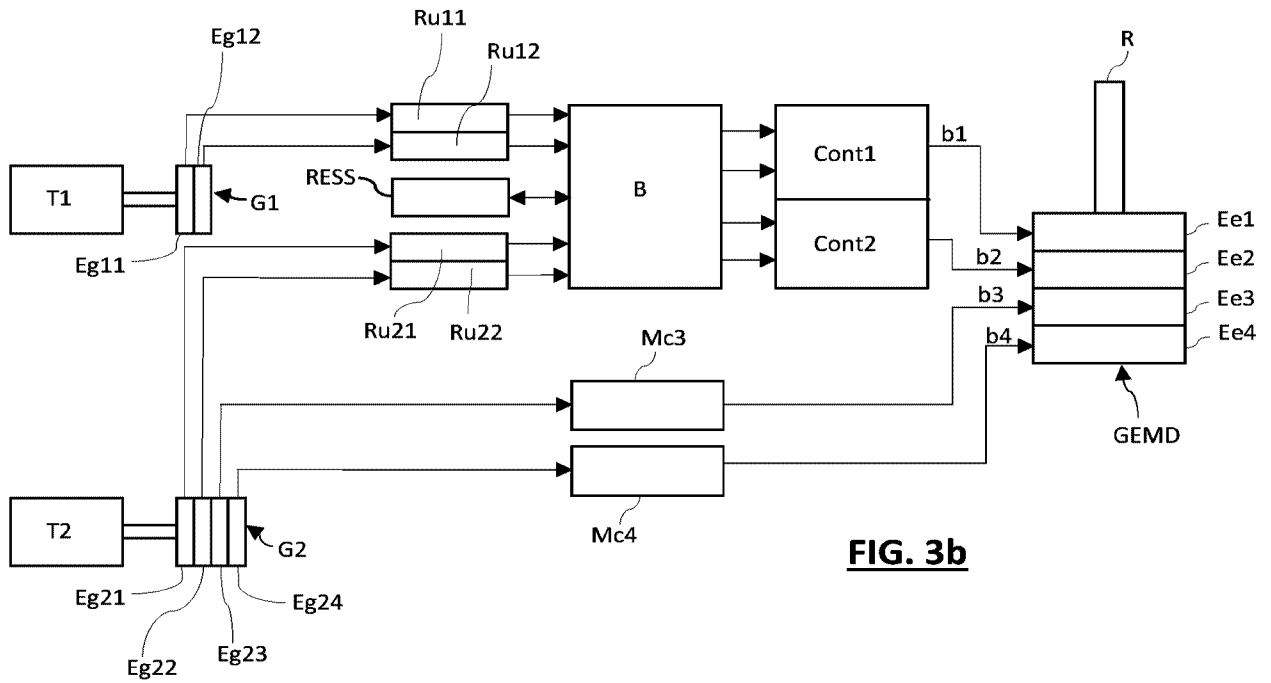 Ru11
Eg12
Ru12
R
T1
G1
Eg11
RESS
B
Cont1
Cont2
b1
b2
b3
b4
Ee1
Ee2
Ee3
Ee4
Ru21
Ru22
Mc3
GEMD
T2
G2
Mc4
Eg21
Eg24
Eg22
Eg23
FIG. 3b